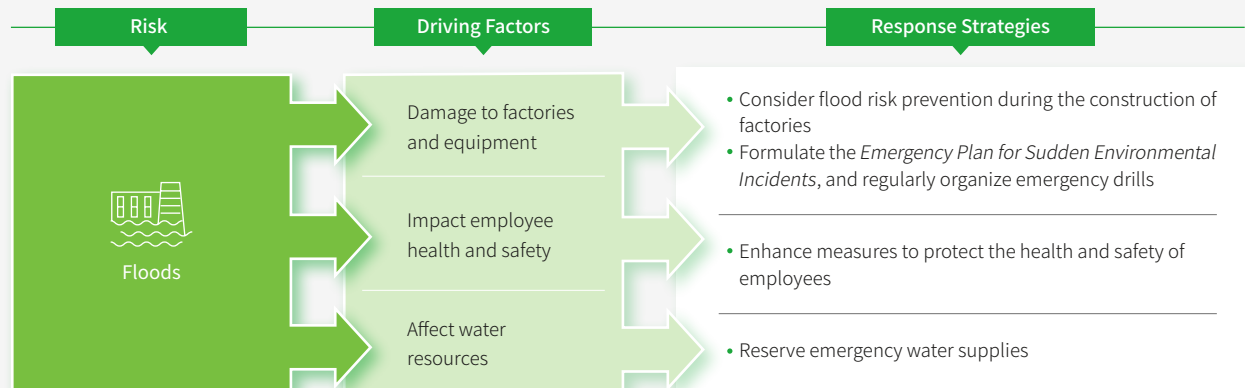 Risk
Driving Factors
Response Strategies
Floods
Damage to factories
and equipment
• Consider flood risk prevention during the construction of
factories
• Formulate the Emergency Plan for Sudden Environmental
Incidents, and regularly organize emergency drills
Impact employee
health and safety
• Enhance measures to protect the health and safety of
employees
Affect water
resources
• Reserve emergency water supplies